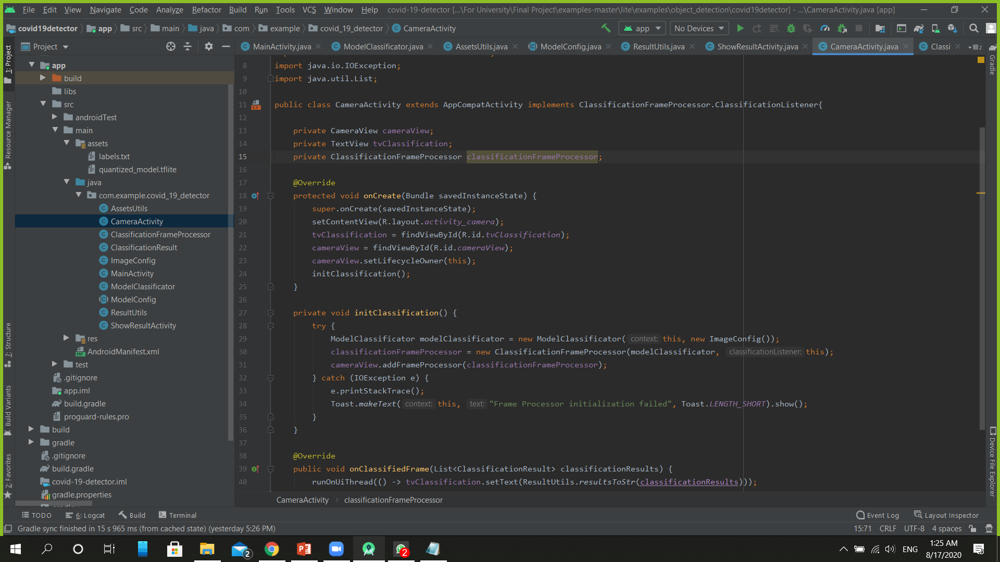 File Edit View Navigate Code Analyze Refactor Build Run Tools VCS Window Help covid-19-detector [...\For University\Final Project\examples-master\lite\examples\object_detection\covid19detector] - ...\CameraActivity.java [app]
covid19detector app src main java com example covid_19_detector CameraActivity app No Devices
Project
MainActivity.java ModelClassificator.java AssetsUtils.java ModelConfig.java ResultUtils.java ShowResultActivity.java CameraActivity.java Classi 2
1: Project
Resource Manager
7: Structure
Build Variants
2: Favorites
app
build
libs
src
androidTest
main
assets
labels.txt
quantized_model.tflite
java
com.example.covid_19_detector
AssetsUtils
CameraActivity
ClassificationFrameProcessor
ClassificationResult
ImageConfig
MainActivity
ModelClassificator
ModelConfig
ResultUtils
ShowResultActivity
res
AndroidManifest.xml
test
.gitignore
app.iml
build.gradle
proguard-rules.pro
build
gradle
.gitignore
build.gradle
covid-19-detector.iml
gradle.properties
8 import java.io.IOException;
9 import java.util.List;
10
11 public class CameraActivity extends AppCompatActivity implements ClassificationFrameProcessor.ClassificationListener{
12
13 private CameraView cameraView;
14 private TextView tvClassification;
15 private ClassificationFrameProcessor classificationFrameProcessor;
16
17 @Override
18 protected void onCreate(Bundle savedInstanceState) {
19 super.onCreate(savedInstanceState);
20 setContentView(R.layout.activity_camera);
21 tvClassification = findViewById(R.id.tvClassification);
22 cameraView = findViewById(R.id.cameraView);
23 cameraView.setLifecycleOwner(this);
24 initClassification();
25 }
26
27 private void initClassification() {
28 try {
29 ModelClassificator modelClassificator = new ModelClassificator( context: this, new ImageConfig());
30 classificationFrameProcessor = new ClassificationFrameProcessor(modelClassificator, classificationListener: this);
31 cameraView.addFrameProcessor(classificationFrameProcessor);
32 } catch (IOException e) {
33 e.printStackTrace();
34 Toast.makeText( context: this, text: "Frame Processor initialization failed", Toast.LENGTH_SHORT).show();
35 }
36 }
37
38 @Override
39 public void onClassifiedFrame(List<ClassificationResult> classificationResults) {
40 runOnUiThread(() -> tvClassification.setText(ResultUtils.resultsToStr(classificationResults)));
CameraActivity classificationFrameProcessor
Gradle
Device File Explorer
TODO 6: Logcat Build Terminal Event Log Layout Inspector
Gradle sync finished in 15 s 965 ms (from cached state) (yesterday 5:26 PM) 15:71 CRLF UTF-8 4 spaces
2 2 ENG 1:25 AM
8/17/2020